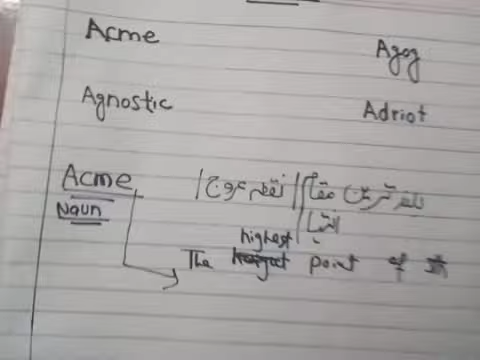 Acme Agog
Agnostic Adriot
Acme بلند ترین مقام / نقطہ عروج /
Noun انتہا
highest
The point of